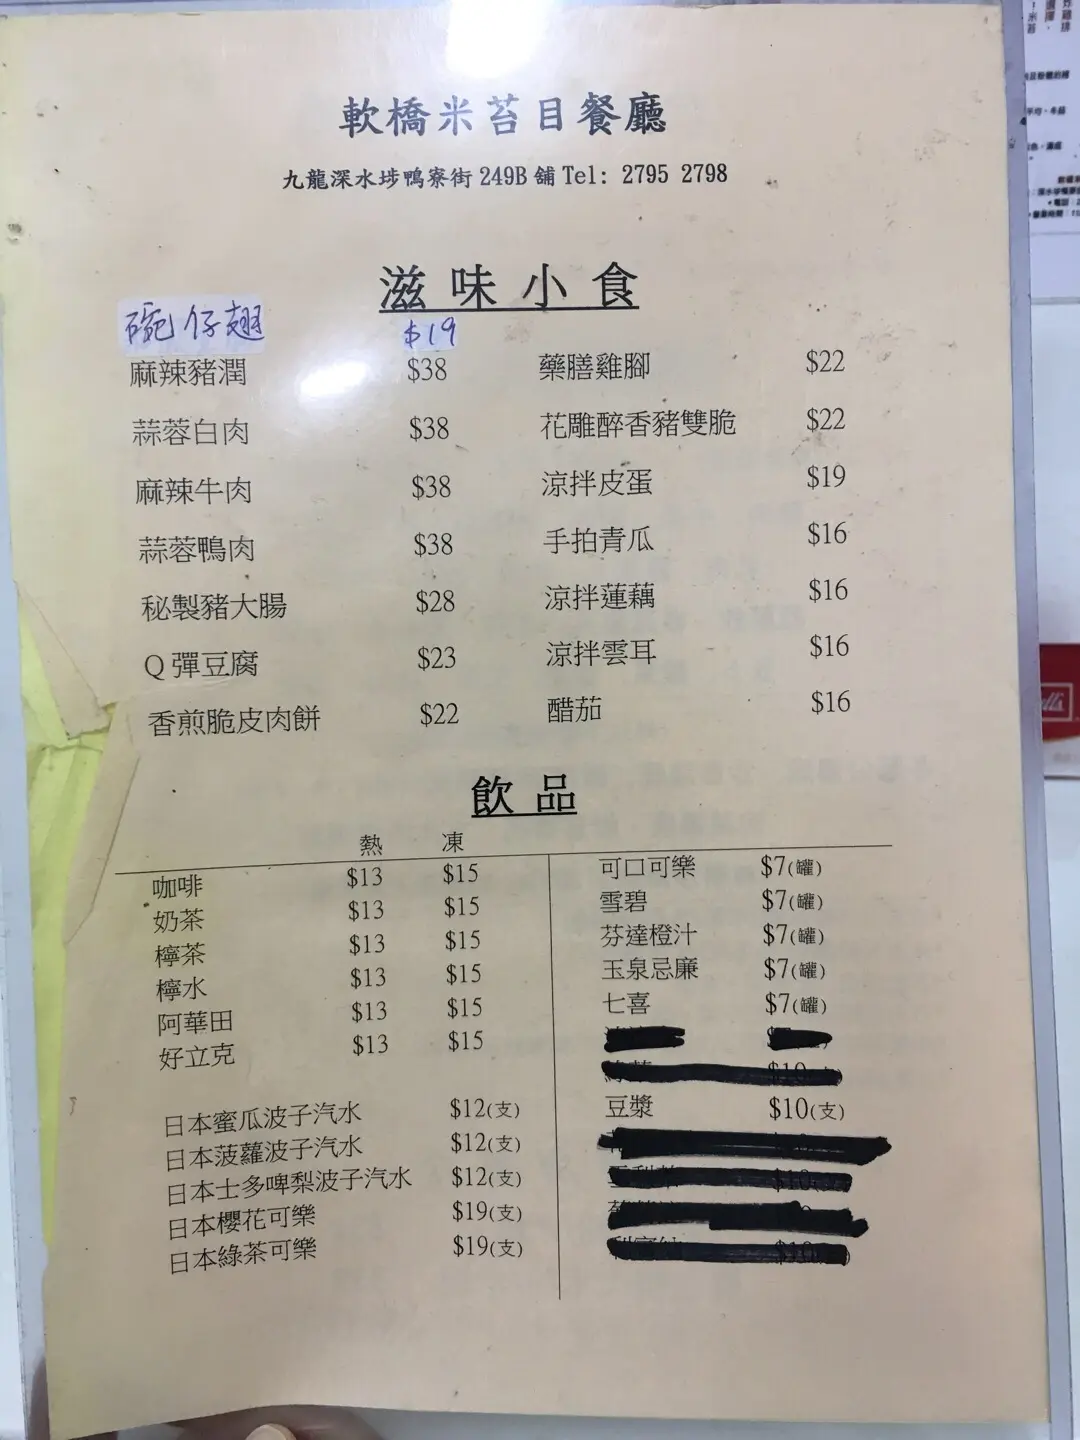 軟橋米苔目餐廳
九龍深水埗鴨寮街 249B 舖 Tel: 2795 2798
滋味小食
碗仔翅 $19
麻辣豬潤 $38 藥膳雞腳 $22
蒜蓉白肉 $38 花雕醉香豬雙脆 $22
麻辣牛肉 $38 涼拌皮蛋 $19
蒜蓉鴨肉 $38 手拍青瓜 $16
秘製豬大腸 $28 涼拌蓮藕 $16
Q 彈豆腐 $23 涼拌雲耳 $16
香煎脆皮肉餅 $22 醋茄 $16
飲品
熱 凍
咖啡 $13 $15
奶茶 $13 $15
檸茶 $13 $15
檸水 $13 $15
阿華田 $13 $15
好立克 $13 $15
日本蜜瓜波子汽水 $12(支)
日本菠蘿波子汽水 $12(支)
日本士多啤梨波子汽水 $12(支)
日本櫻花可樂 $19(支)
日本綠茶可樂 $19(支)
可口可樂 $7(罐)
雪碧 $7(罐)
芬達橙汁 $7(罐)
玉泉忌廉 $7(罐)
七喜 $7(罐)
豆漿 $10(支)